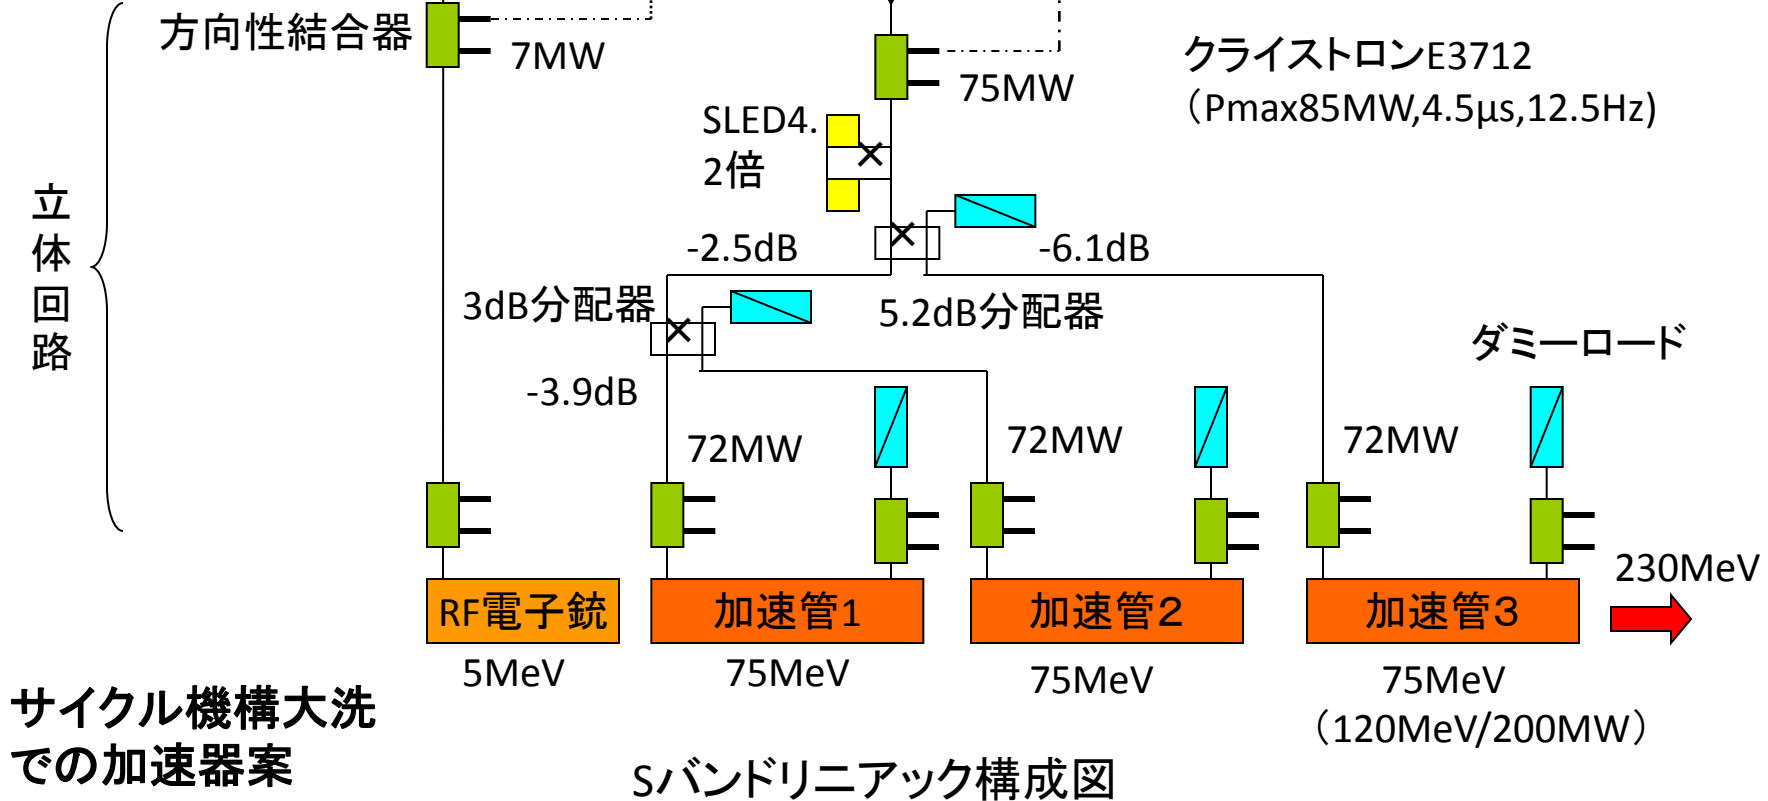 方向性結合器
7MW
75MW
クライストロンE3712
（Pmax85MW,4.5μs,12.5Hz)
SLED4.
2倍
立
体
回
路
-2.5dB
-6.1dB
3dB分配器
5.2dB分配器
ダミーロード
-3.9dB
72MW
72MW
72MW
230MeV
RF電子銃
加速管1
加速管２
加速管３
5MeV
75MeV
75MeV
75MeV
（120MeV/200MW）
サイクル機構大洗
での加速器案
Sバンドリニアック構成図